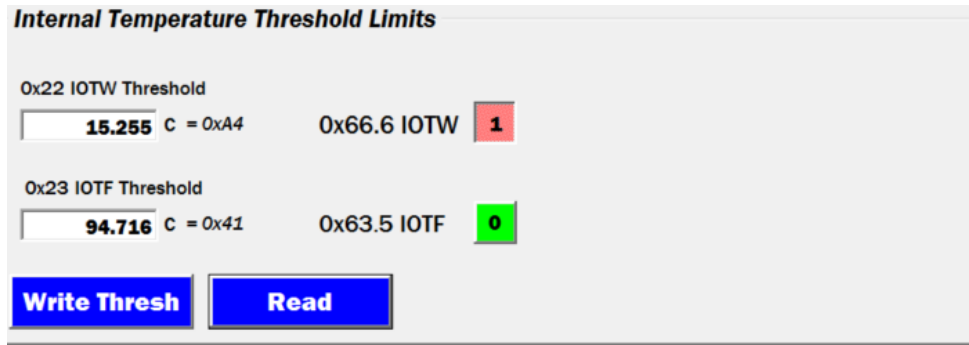 Internal Temperature Threshold Limits
0x22 IOTW Threshold
15.255 C = 0xA4 0x66.6 IOTW 1
0x23 IOTF Threshold
94.716 C = 0x41 0x63.5 IOTF 0
Write Thresh Read